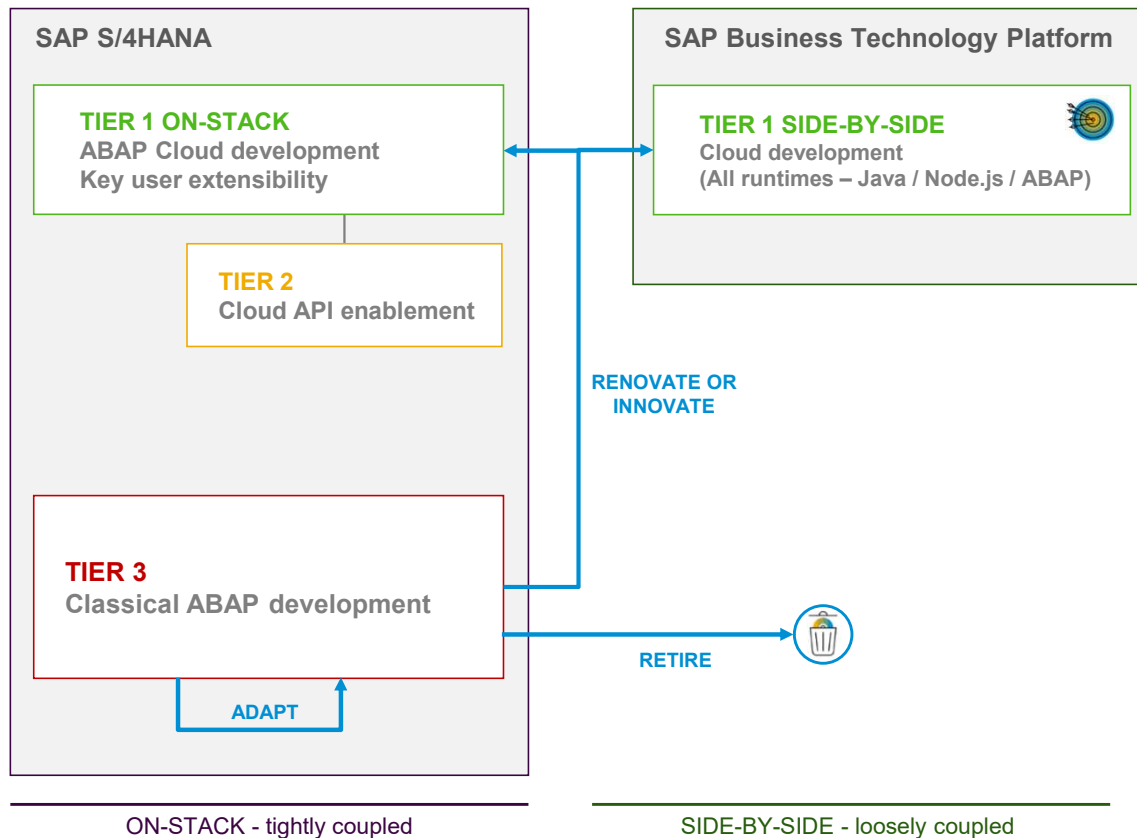 SAP S/4HANA
SAP Business Technology Platform
TIER 1 ON-STACK
ABAP Cloud development
Key user extensibility
TIER 1 SIDE-BY-SIDE
Cloud development
(All runtimes – Java / Node.js / ABAP)
TIER 2
Cloud API enablement
RENOVATE OR
INNOVATE
TIER 3
Classical ABAP development
RETIRE
ADAPT
ON-STACK - tightly coupled
SIDE-BY-SIDE - loosely coupled